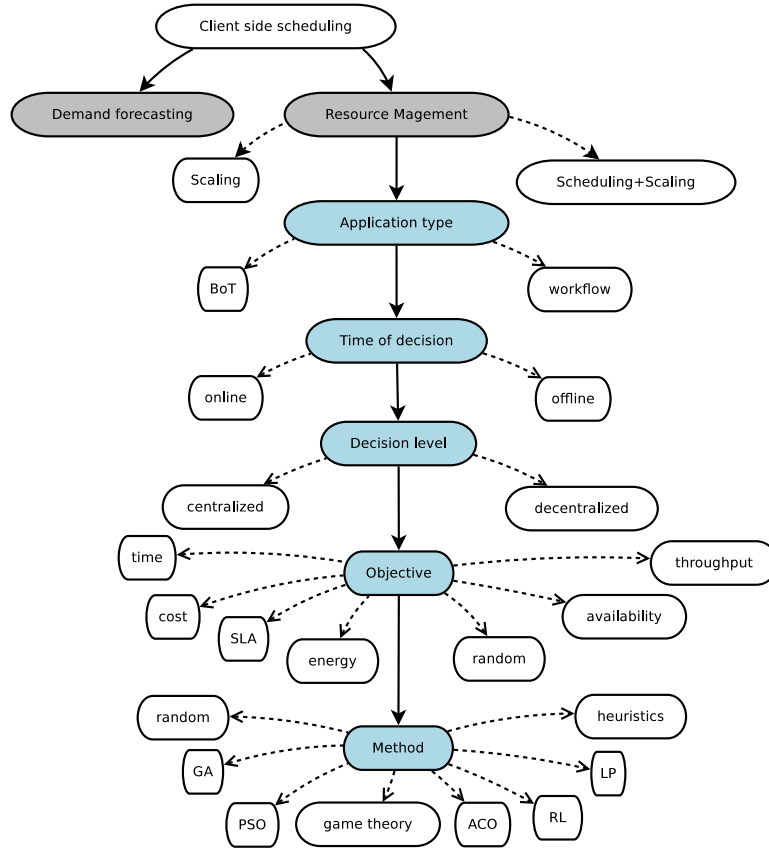 Client side scheduling
Demand forecasting
Resource Magement
Scaling
Scheduling+Scaling
Application type
BoT
workflow
Time of decision
online
offline
Decision level
centralized
decentralized
time
Objective
throughput
cost
SLA
energy
random
availability
random
heuristics
Method
GA
LP
PSO
game theory
ACO
RL